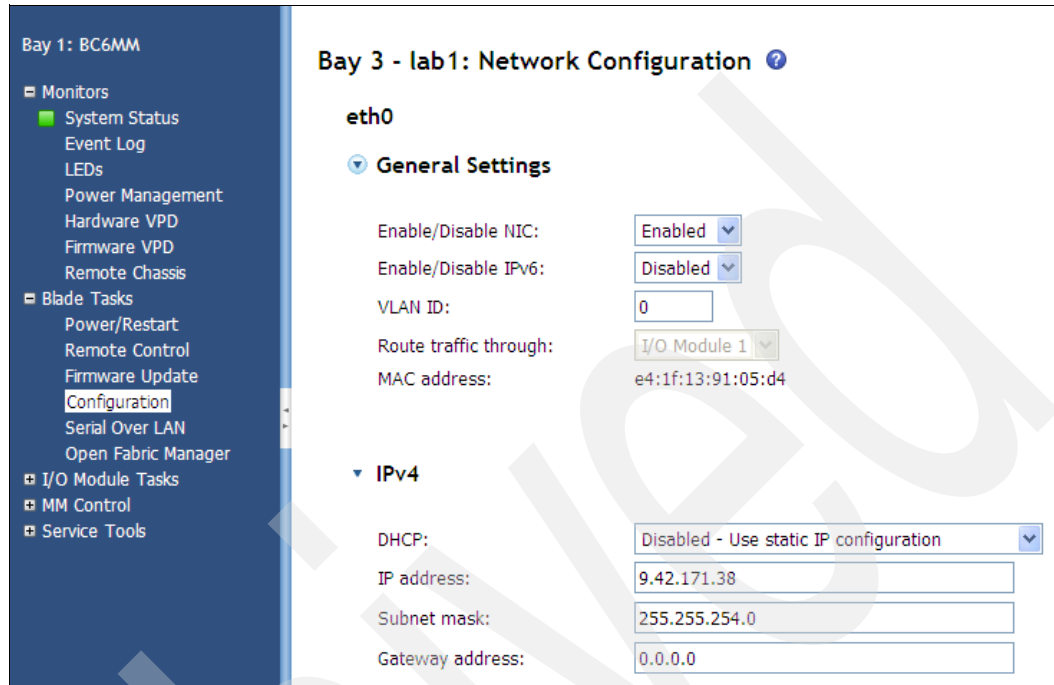 Bay 1: BC6MM
Monitors
System Status
Event Log
LEDs
Power Management
Hardware VPD
Firmware VPD
Remote Chassis
Blade Tasks
Power/Restart
Remote Control
Firmware Update
Configuration
Serial Over LAN
Open Fabric Manager
I/O Module Tasks
MM Control
Service Tools
Bay 3 - lab1: Network Configuration ?
eth0
General Settings
Enable/Disable NIC: Enabled
Enable/Disable IPv6: Disabled
VLAN ID: 0
Route traffic through: I/O Module 1
MAC address: e4:1f:13:91:05:d4
IPv4
DHCP: Disabled - Use static IP configuration
IP address: 9.42.171.38
Subnet mask: 255.255.254.0
Gateway address: 0.0.0.0